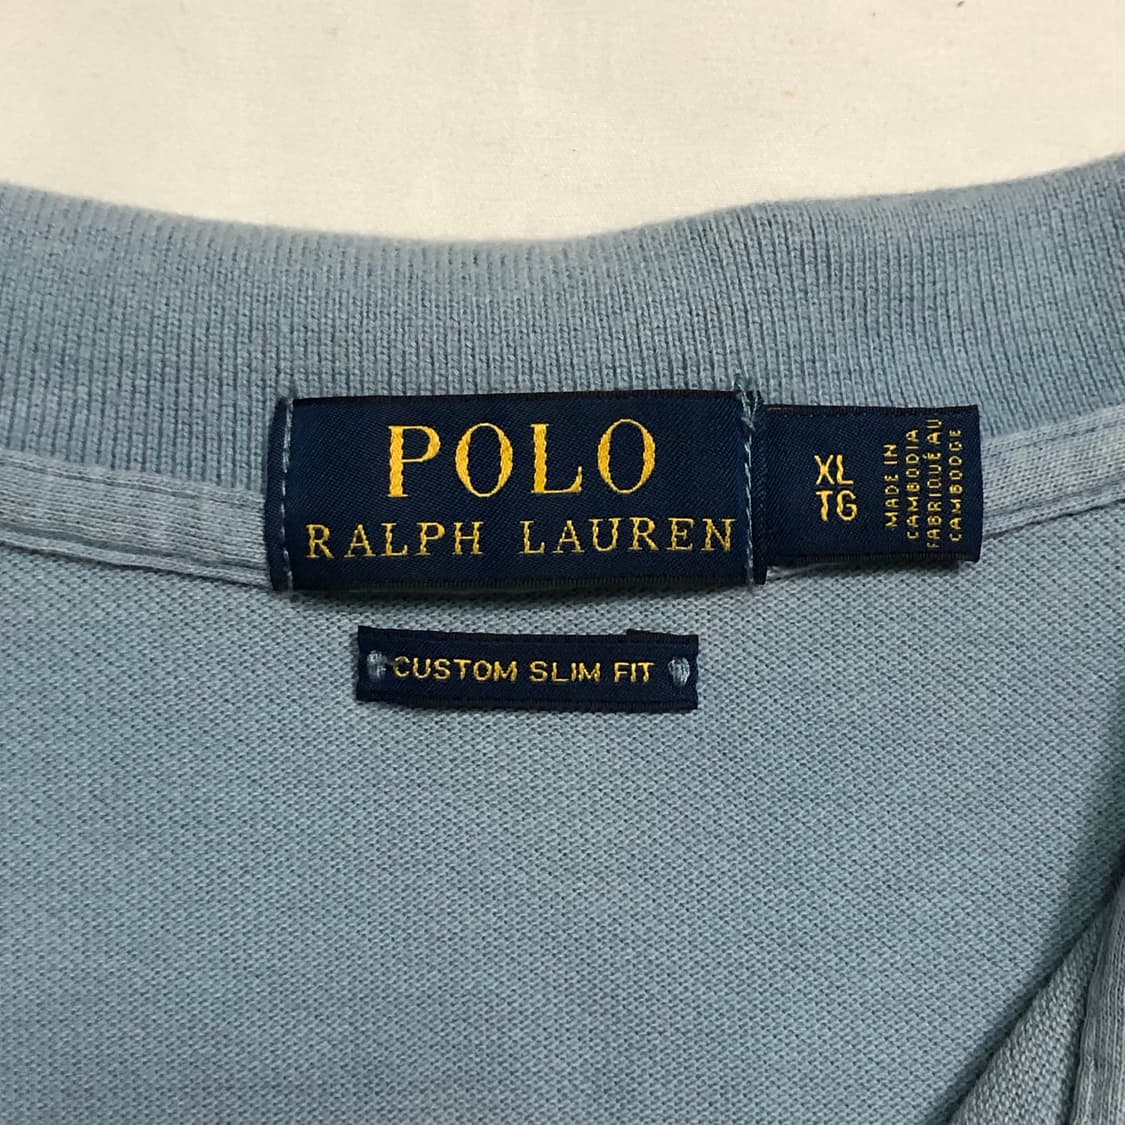 POLO
RALPH LAUREN
XL
TG
MADE IN
CAMBODIA
FABRIQUÉ AU
CAMBODGE
CUSTOM SLIM FIT